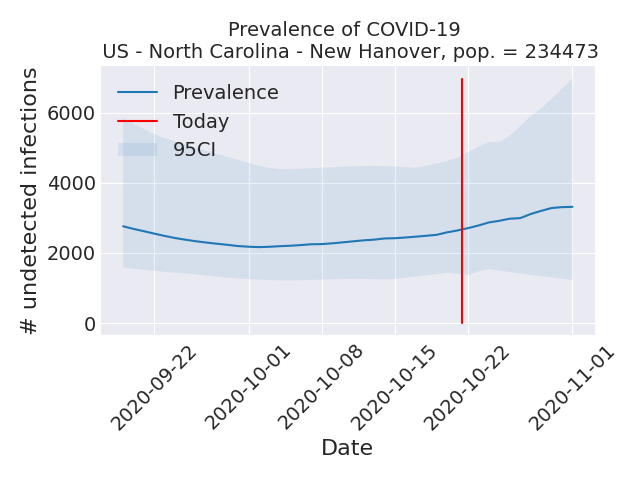 Prevalence of COVID-19
US - North Carolina - New Hanover, pop. = 234473
# undetected infections
6000
4000
2000
0
Prevalence
Today
95CI
2020-09-22
2020-10-01
2020-10-08
2020-10-15
2020-10-22
2020-11-01
Date